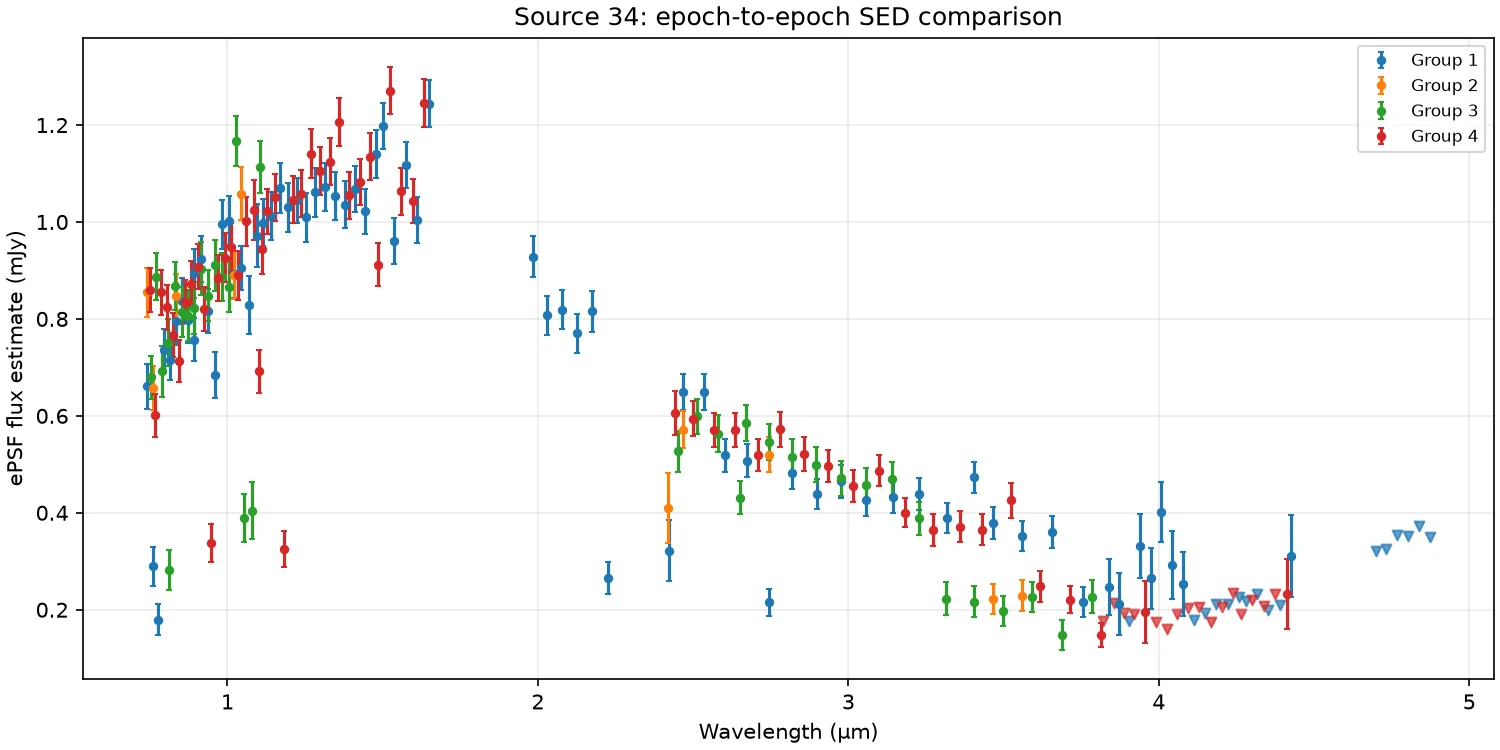 Source 34: epoch-to-epoch SED comparison
Group 1
Group 2
Group 3
Group 4
ePSF flux estimate (mJy)
1.2
1.0
0.8
0.6
0.4
0.2
1 2 3 4 5
Wavelength (μm)